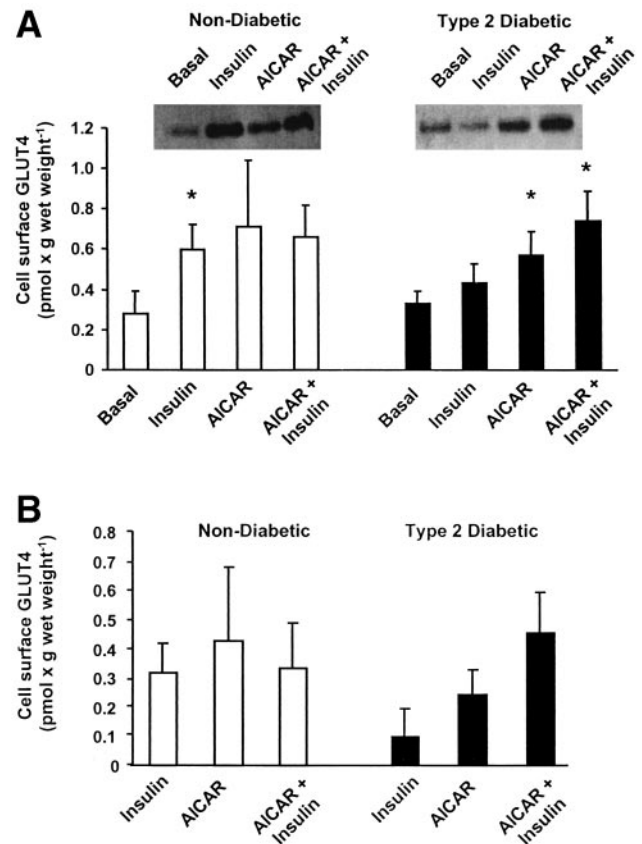 A
Non-Diabetic
Type 2 Diabetic
Basal
Insulin
AICAR
AICAR +
Insulin
Basal
Insulin
AICAR
AICAR +
Insulin
Cell surface GLUT4
(pmol x g wet weight-1)
1.2
1.0
0.8
0.6
0.4
0.2
0
*
*
*
Basal
Insulin
AICAR
AICAR +
Insulin
Basal
Insulin
AICAR
AICAR +
Insulin
B
Non-Diabetic
Type 2 Diabetic
Cell surface GLUT4
(pmol x g wet weight-1)
0.8
0.7
0.6
0.5
0.4
0.3
0.2
0.1
0
Insulin
AICAR
AICAR +
Insulin
Insulin
AICAR
AICAR +
Insulin